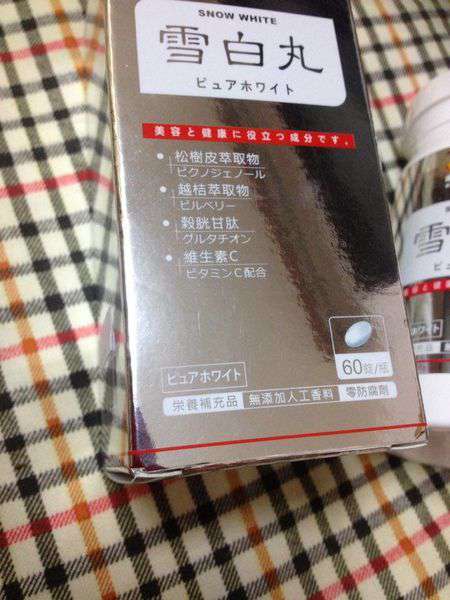 SNOW WHITE
雪白丸
ピュアホワイト
美容と健康に役立つ成分です。
• 松樹皮萃取物
ピクノジェノール
• 越桔萃取物
ビルベリー
• 穀胱甘肽
グルタチオン
• 維生素C
ビタミンC配合
60錠/瓶
ピュアホワイト
栄養補充品 無添加人工香料 零防腐劑
雪
ピュ